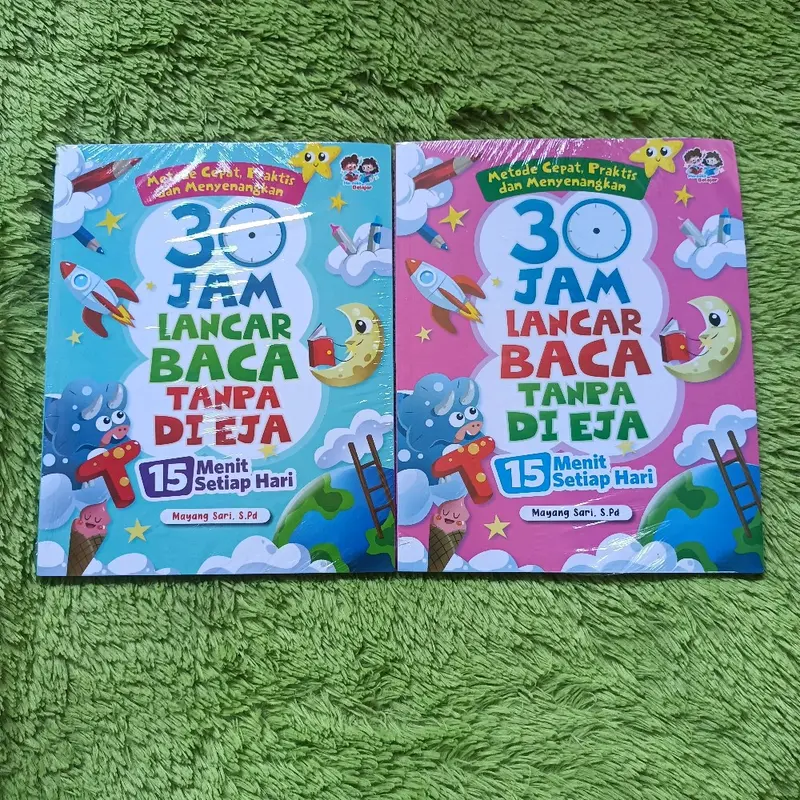 Metode Cepat, Praktis
dan Menyenangkan
30
JAM
LANCAR
BACA
TANPA
DI EJA
15 Menit
Setiap Hari
Mayang Sari, S.Pd
T
Belajar
Metode Cepat, Praktis
dan Menyenangkan
30
JAM
LANCAR
BACA
TANPA
DI EJA
15 Menit
Setiap Hari
Mayang Sari, S.Pd
T
Belajar